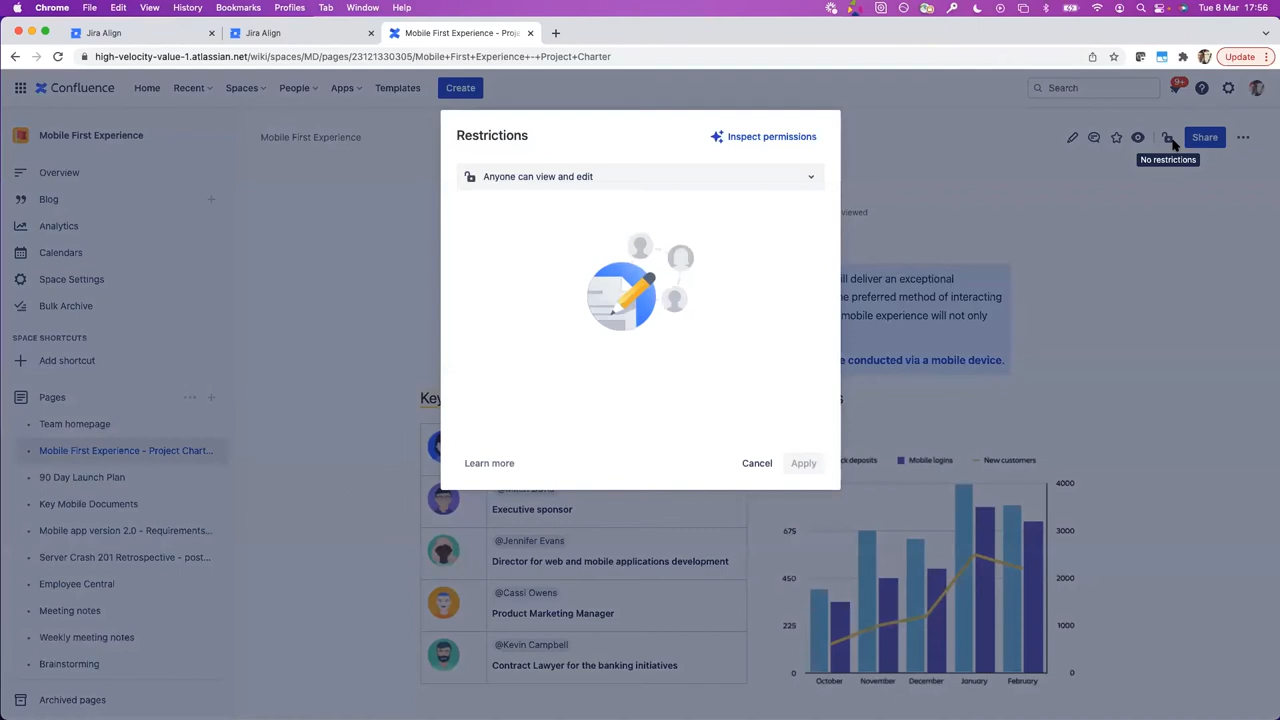 Chrome File Edit View History Bookmarks Profiles Tab Window Help Tue 8 Mar 17:56
Jira Align
Jira Align
Mobile First Experience - Proje
high-velocity-value-1.atlassian.net/wiki/spaces/MD/pages/23121330305/Mobile+First+Experience+-+Project+Charter
Update
Confluence Home Recent Spaces People Apps Templates Create
Search
9+
Mobile First Experience
Overview
Blog
Analytics
Calendars
Space Settings
Bulk Archive
SPACE SHORTCUTS
Add shortcut
Pages
Team homepage
Mobile First Experience - Project Chart...
90 Day Launch Plan
Key Mobile Documents
Mobile app version 2.0 - Requirements...
Server Crash 201 Retrospective - post...
Employee Central
Meeting notes
Weekly meeting notes
Brainstorming
Archived pages
Mobile First Experience
Share
No restrictions
Restrictions
Inspect permissions
Anyone can view and edit
Learn more
Cancel
Apply
viewed
ll deliver an exceptional
he preferred method of interacting
mobile experience will not only
e conducted via a mobile device.
Key
s
Executive sponsor
@Jennifer Evans
Director for web and mobile applications development
@Cassi Owens
Product Marketing Manager
@Kevin Campbell
Contract Lawyer for the banking initiatives
ck deposits Mobile logins New customers
4000
675 3000
450 2000
225 1000
0 0
October November December January February